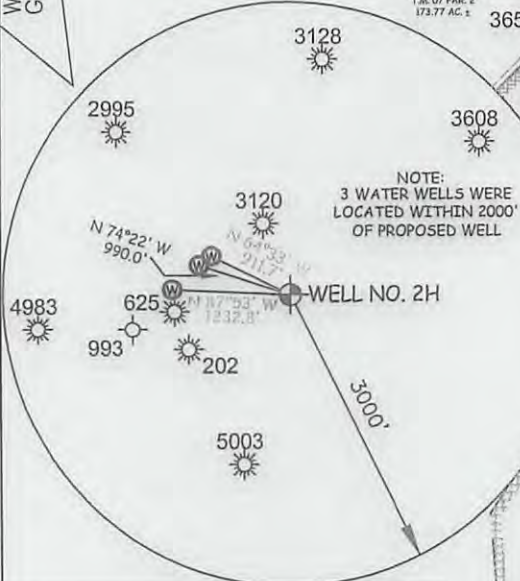 W
G
173.77 AC. ±
365
3128
2995
3608
NOTE:
3 WATER WELLS WERE
LOCATED WITHIN 2000'
OF PROPOSED WELL
3120
N 74°22' W
990.0'
N 64°33' W
911.7'
W
W
W
WELL NO. 2H
N 87°53' W
1232.8'
4983
625
993
202
3000'
5003